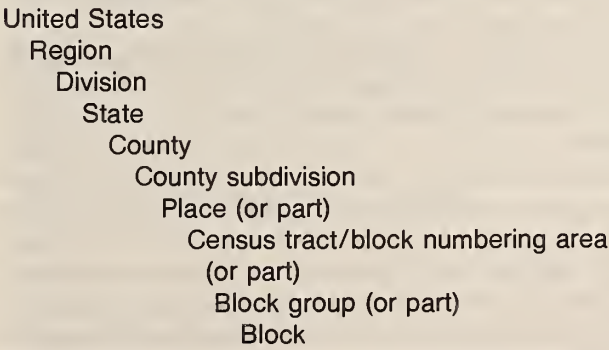 United States
Region
Division
State
County
County subdivision
Place (or part)
Census tract/block numbering area
(or part)
Block group (or part)
Block